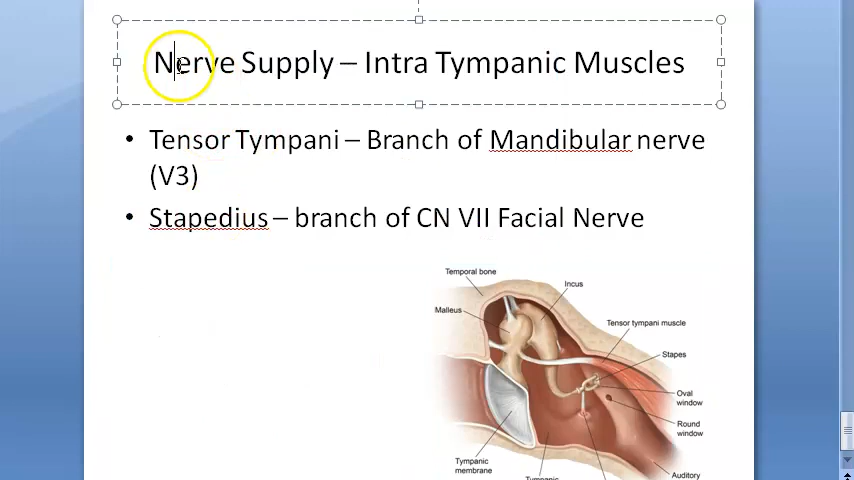 Nerve Supply – Intra Tympanic Muscles
• Tensor Tympani – Branch of Mandibular nerve
(V3)
• Stapedius – branch of CN VII Facial Nerve
Temporal bone
Incus
Malleus
Tensor tympani muscle
Stapes
Oval
window
Round
window
Tympanic
membrane
Tympanic
Auditory